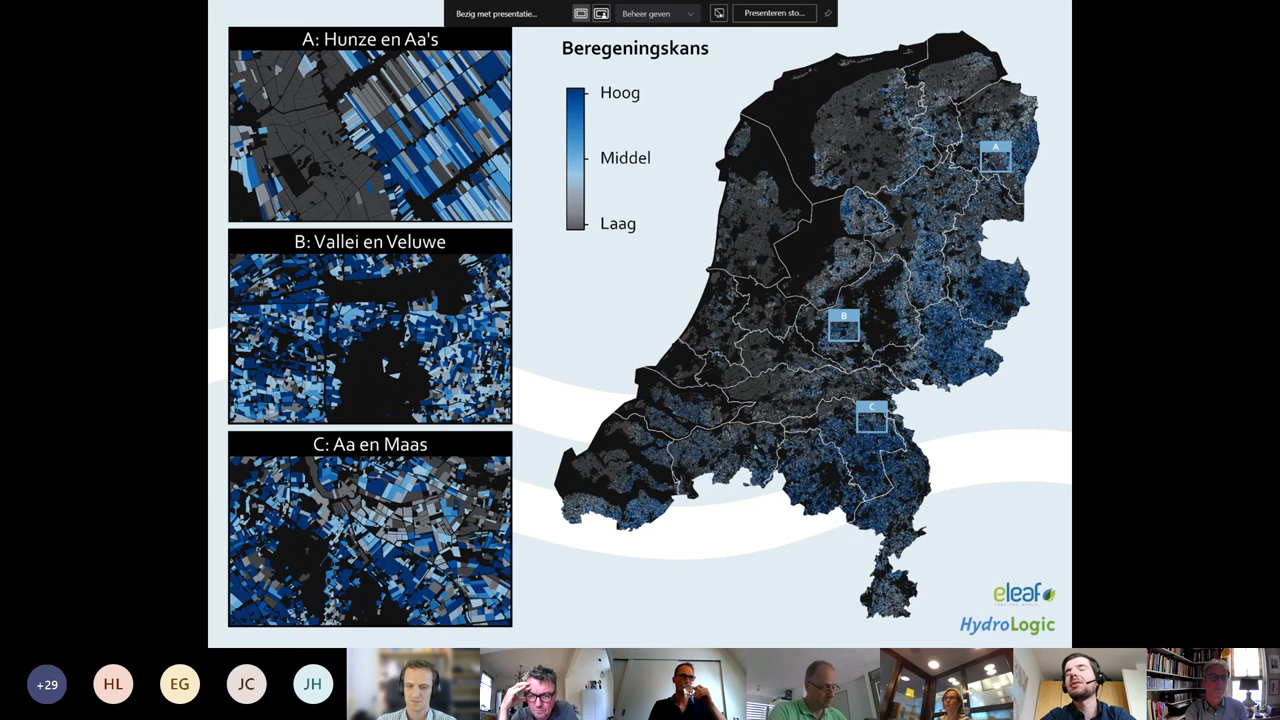 Bezig met presentatie...
Beheer geven
Presenteren sto...
A: Hunze en Aa's
B: Vallei en Veluwe
C: Aa en Maas
Beregeningskans
Hoog
Middel
Laag
A
B
C
eleaf
HydroLogic
+29
HL
EG
JC
JH